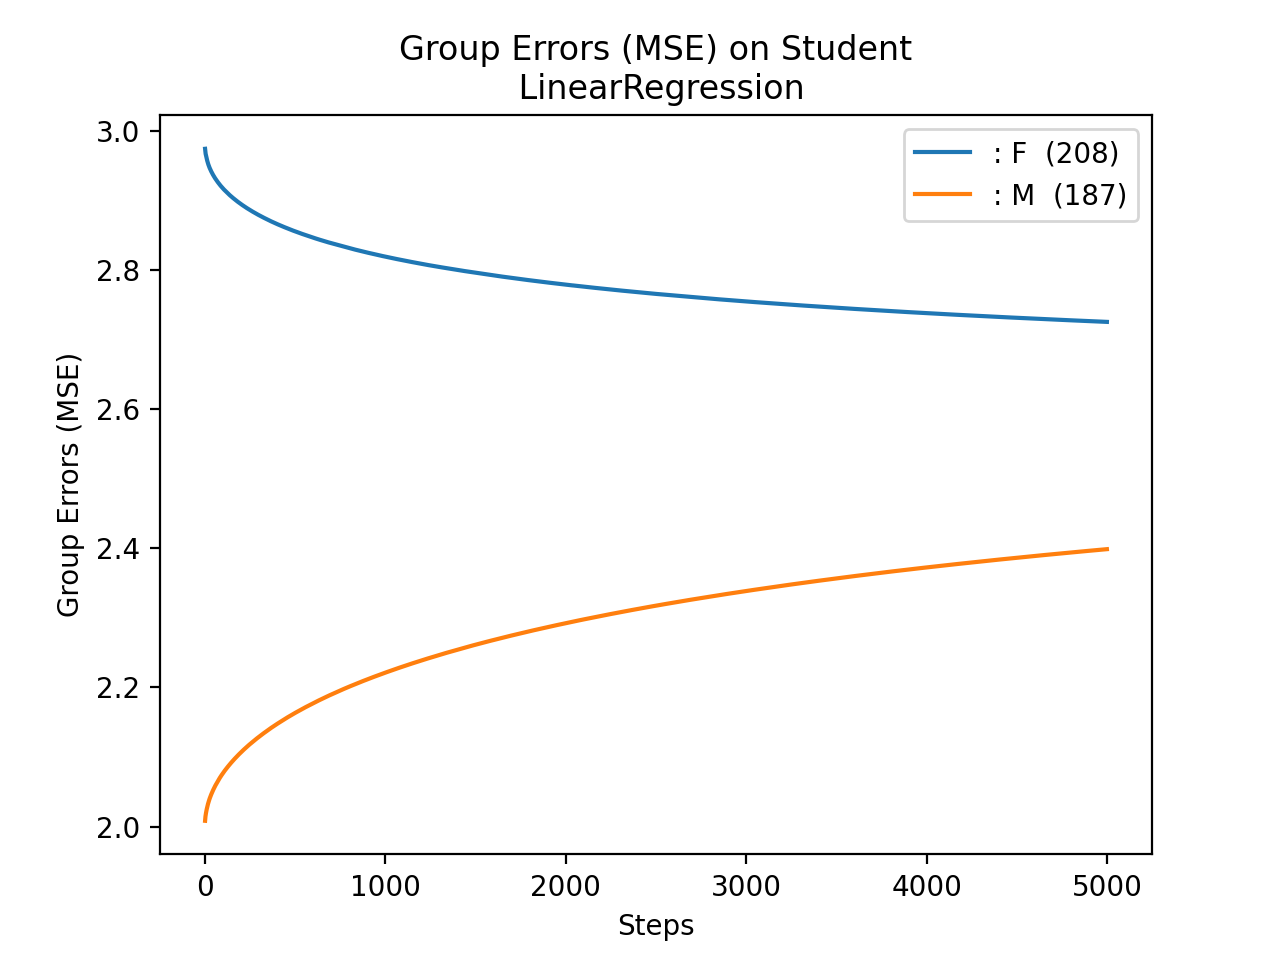 Group Errors (MSE) on Student
LinearRegression
3.0
2.8
2.6
2.4
2.2
2.0
Group Errors (MSE)
: F (208)
: M (187)
0 1000 2000 3000 4000 5000
Steps